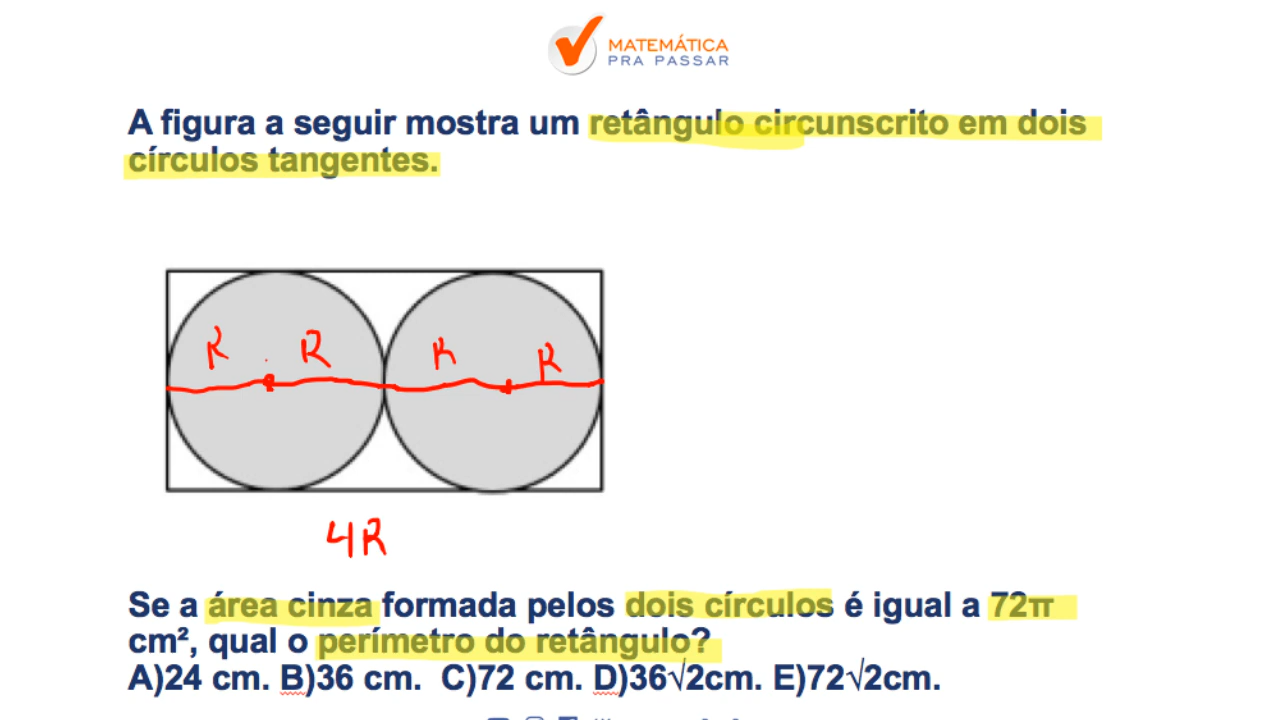 MATEMÁTICA
PRA PASSAR
A figura a seguir mostra um retângulo circunscrito em dois
círculos tangentes.
R R R R
4R
Se a área cinza formada pelos dois círculos é igual a 72π
cm², qual o perímetro do retângulo?
A)24 cm. B)36 cm. C)72 cm. D)36√2cm. E)72√2cm.